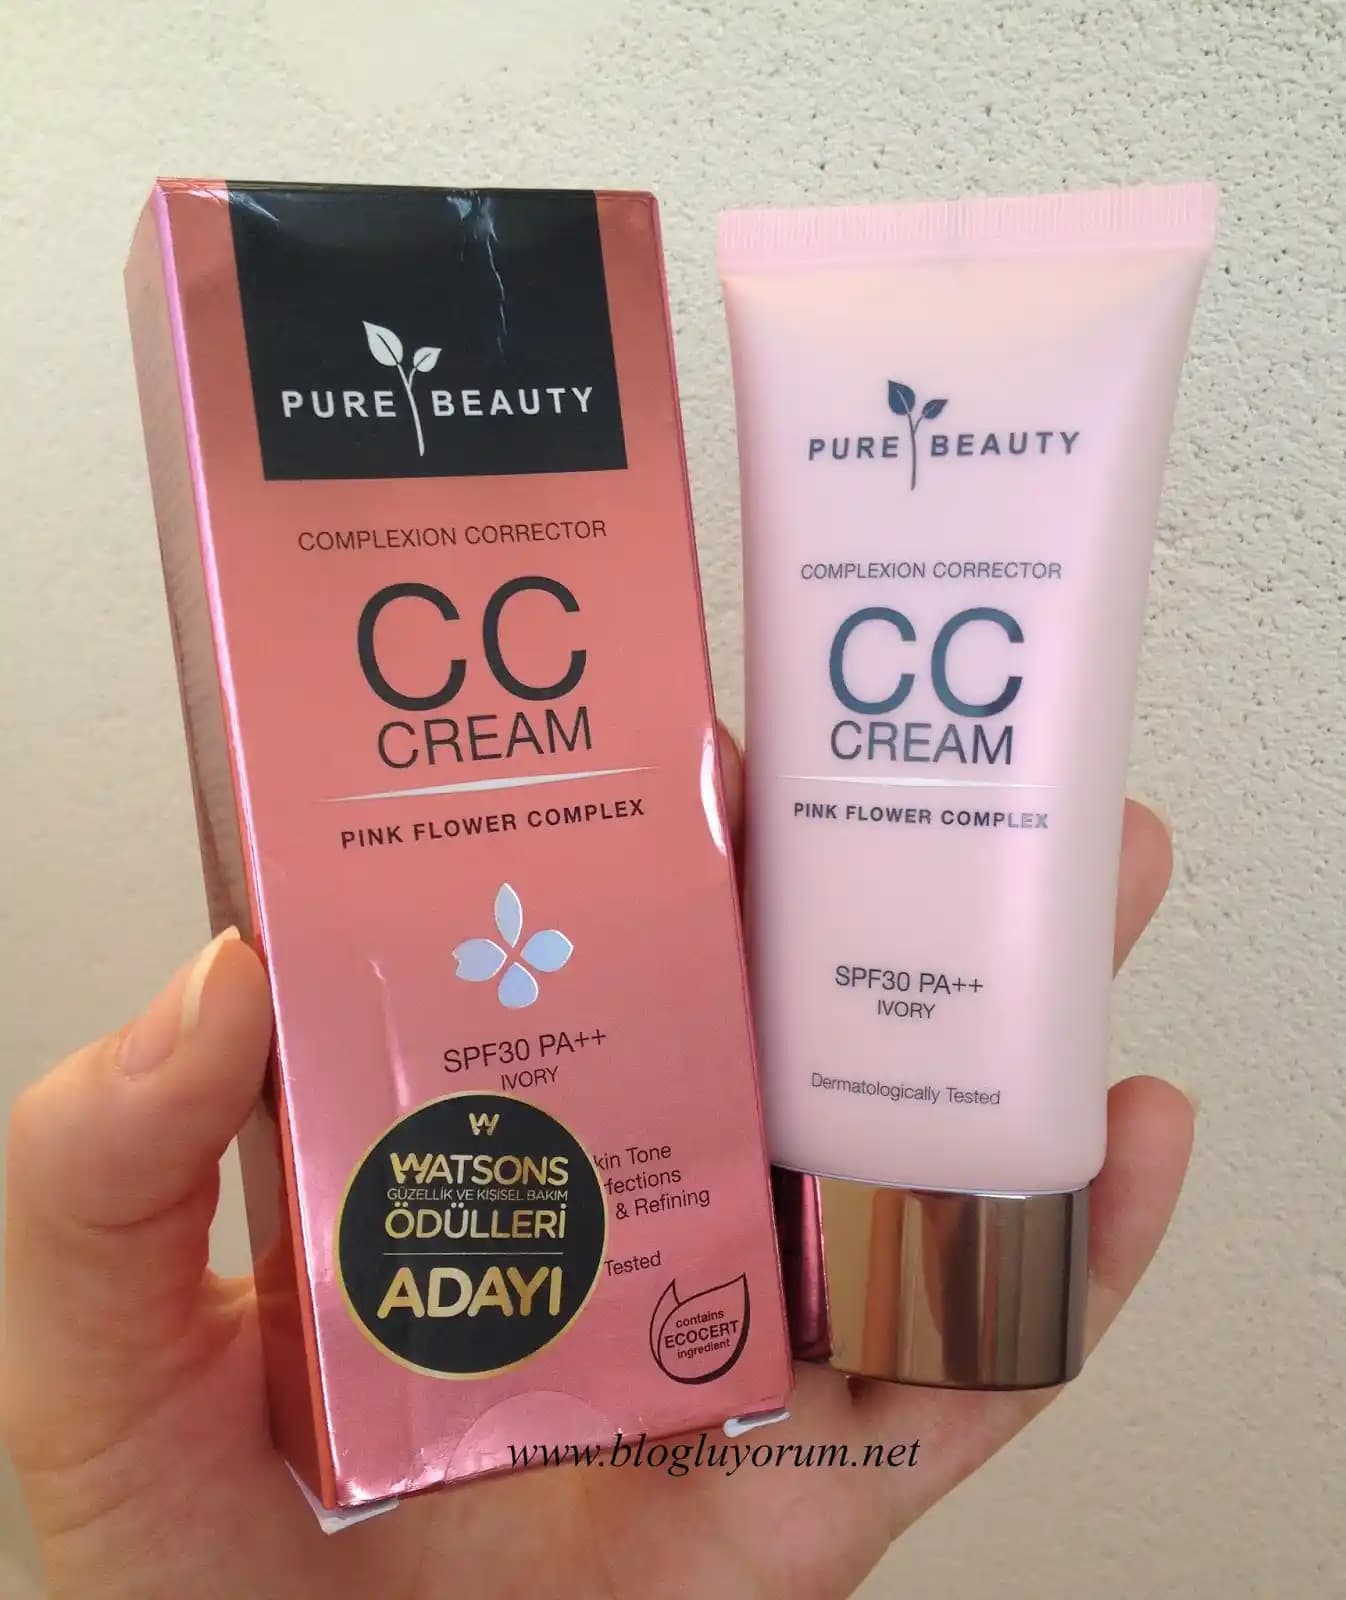 PURE BEAUTY
COMPLEXION CORRECTOR
CC
CREAM
PINK FLOWER COMPLEX
SPF30 PA++
IVORY
W
WATSONS
GÜZELLİK VE KİŞİSEL BAKIM
ÖDÜLLERİ
ADAYI
kin Tone
fections
& Refining
Tested
contains
ECOCERT
ingredient
PURE BEAUTY
COMPLEXION CORRECTOR
CC
CREAM
PINK FLOWER COMPLEX
SPF30 PA++
IVORY
Dermatologically Tested
www.blogluyorum.net